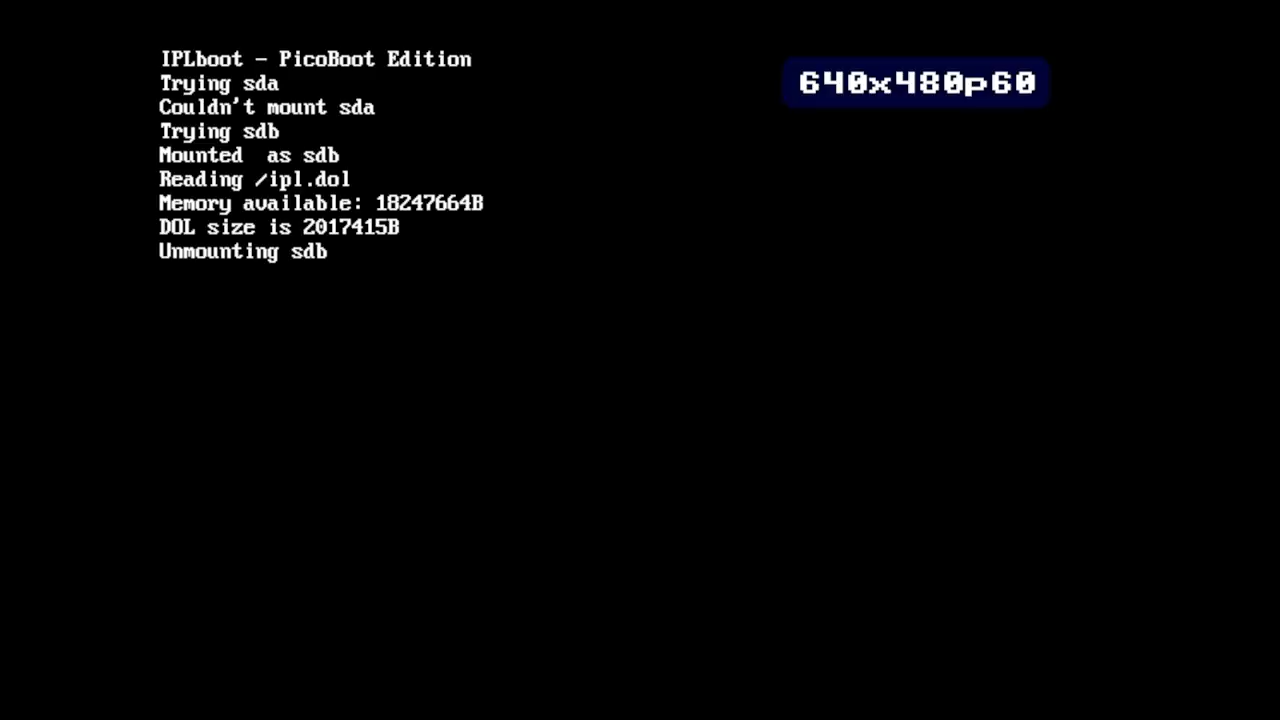 IPLboot - PicoBoot Edition
640x480p60
Trying sda
Couldn't mount sda
Trying sdb
Mounted  as sdb
Reading /ipl.dol
Memory available: 18247664B
DOL size is 2017415B
Unmounting sdb